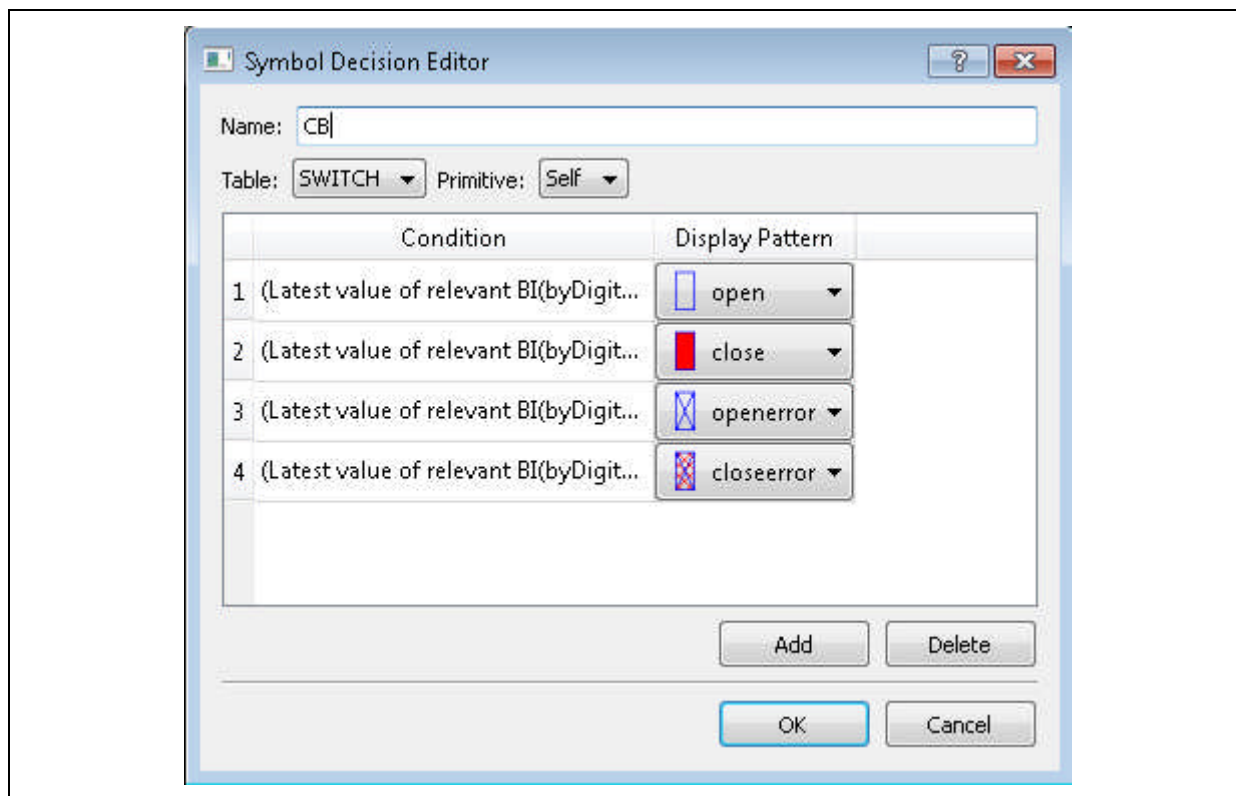 Symbol Decision Editor
Name: CB
Table: SWITCH Primitive: Self
Condition Display Pattern
1 (Latest value of relevant BI(byDigit... open
2 (Latest value of relevant BI(byDigit... close
3 (Latest value of relevant BI(byDigit... openerror
4 (Latest value of relevant BI(byDigit... closeerror
Add Delete
OK Cancel